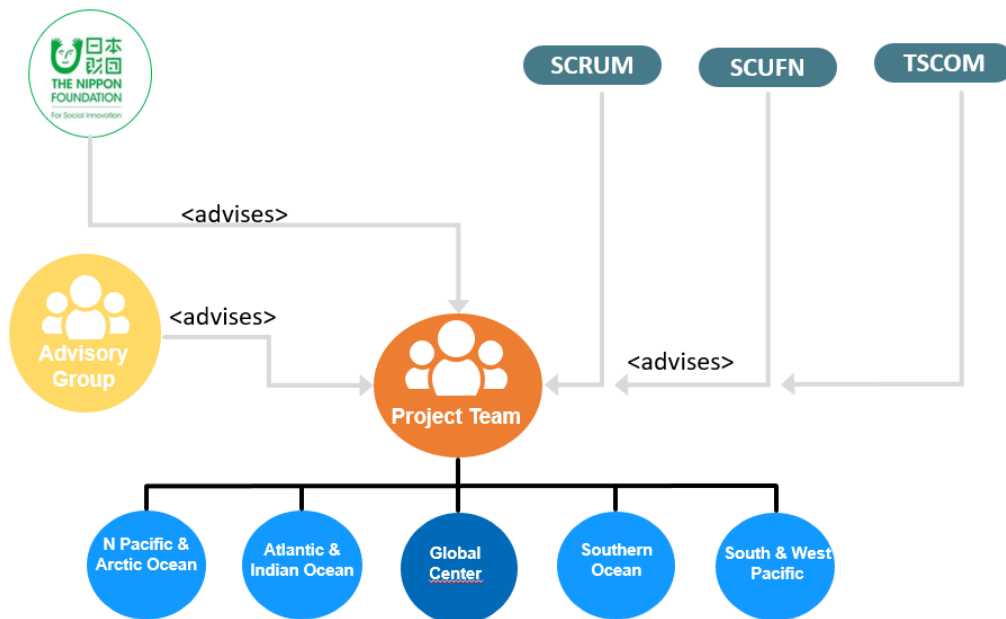 日本
財団
THE NIPPON
FOUNDATION
For Social Innovation
SCRUM
SCUFN
TSCOM
<advises>
<advises>
<advises>
Advisory
Group
Project Team
N Pacific &
Arctic Ocean
Atlantic &
Indian Ocean
Global
Center
Southern
Ocean
South & West
Pacific